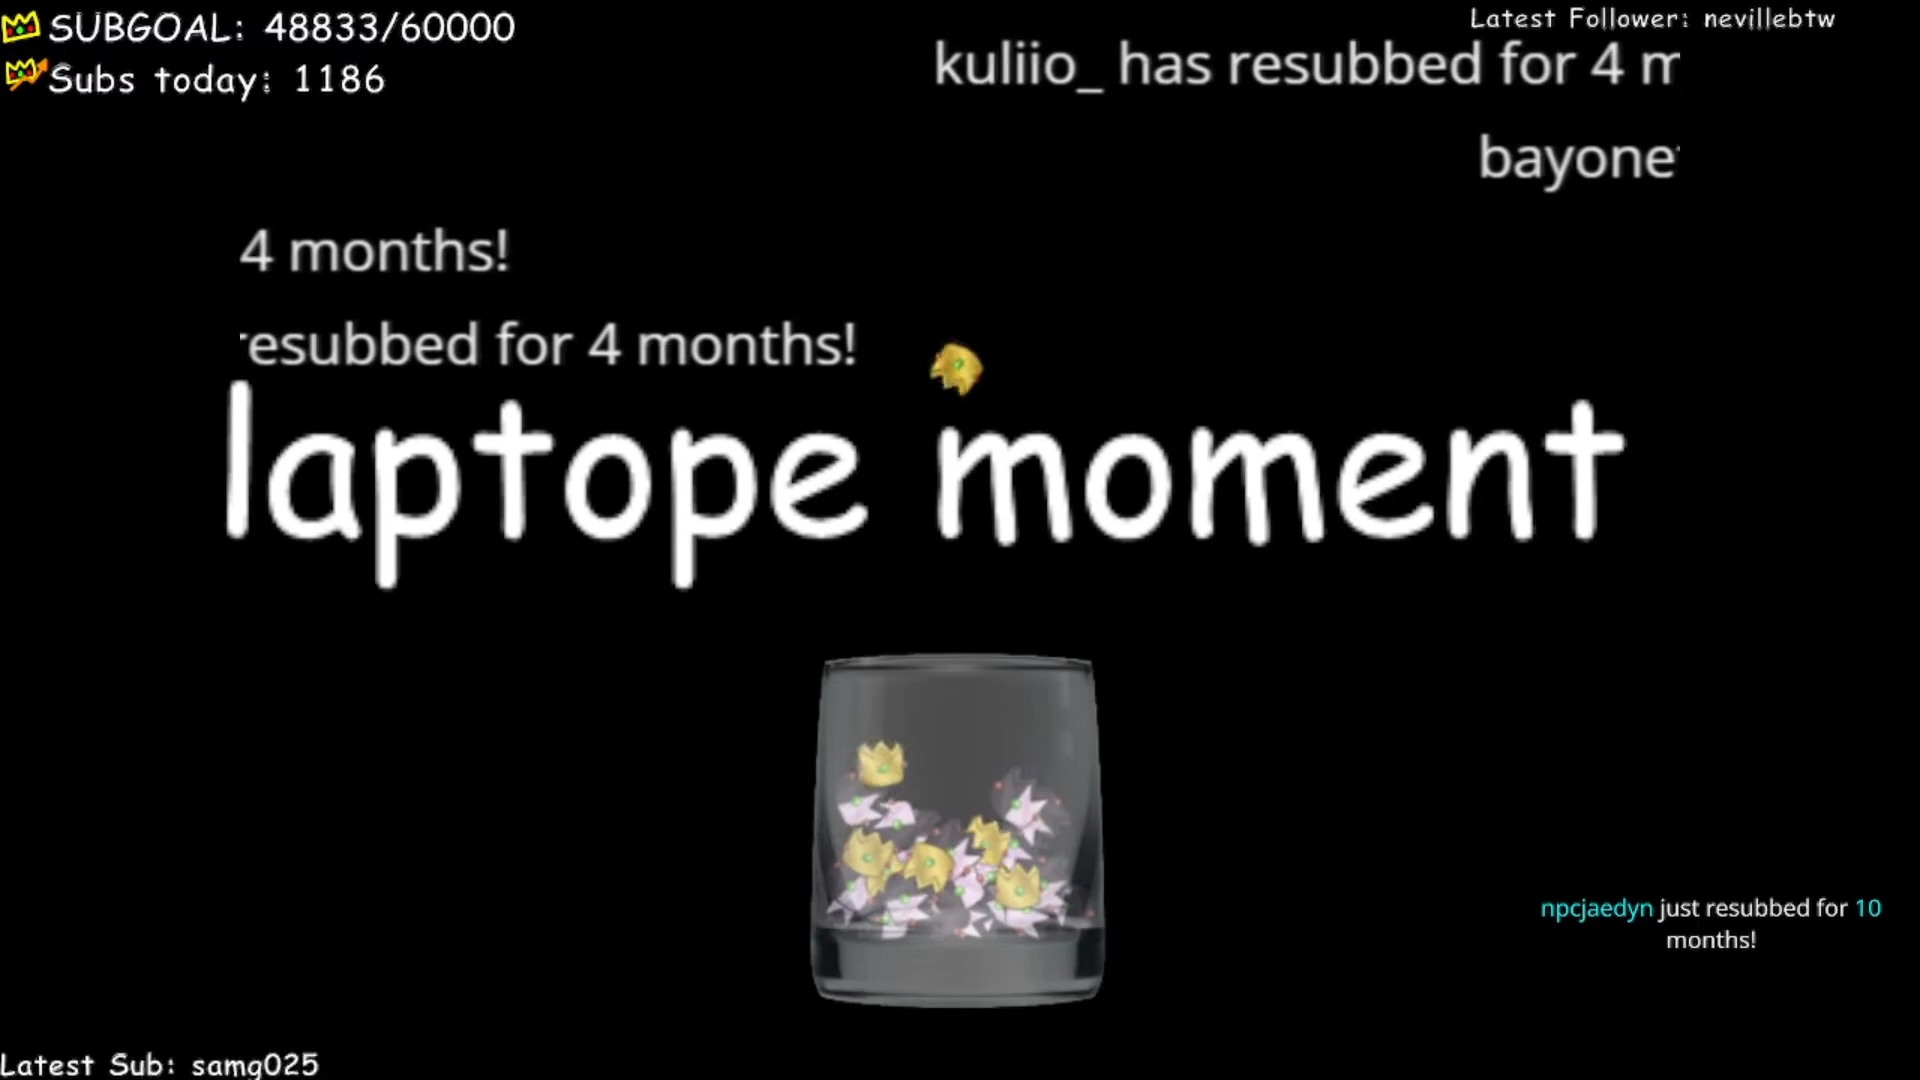 SUBGOAL: 48833/60000
Latest Follower: nevillebtw
Subs today: 1186
kuliio_ has resubbed for 4 m
bayone
4 months!
resubbed for 4 months!
laptope moment
npcjaedyn just resubbed for 10
months!
Latest Sub: samg025